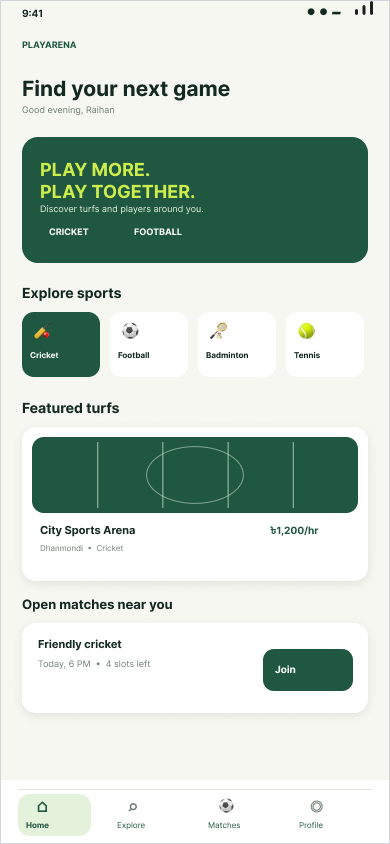 9:41
PLAYARENA
Find your next game
Good evening, Raihan
PLAY MORE.
PLAY TOGETHER.
Discover turfs and players around you.
CRICKET FOOTBALL
Explore sports
Cricket Football Badminton Tennis
Featured turfs
City Sports Arena ৳1,200/hr
Dhanmondi • Cricket
Open matches near you
Friendly cricket
Today, 6 PM • 4 slots left
Join
Home Explore Matches Profile